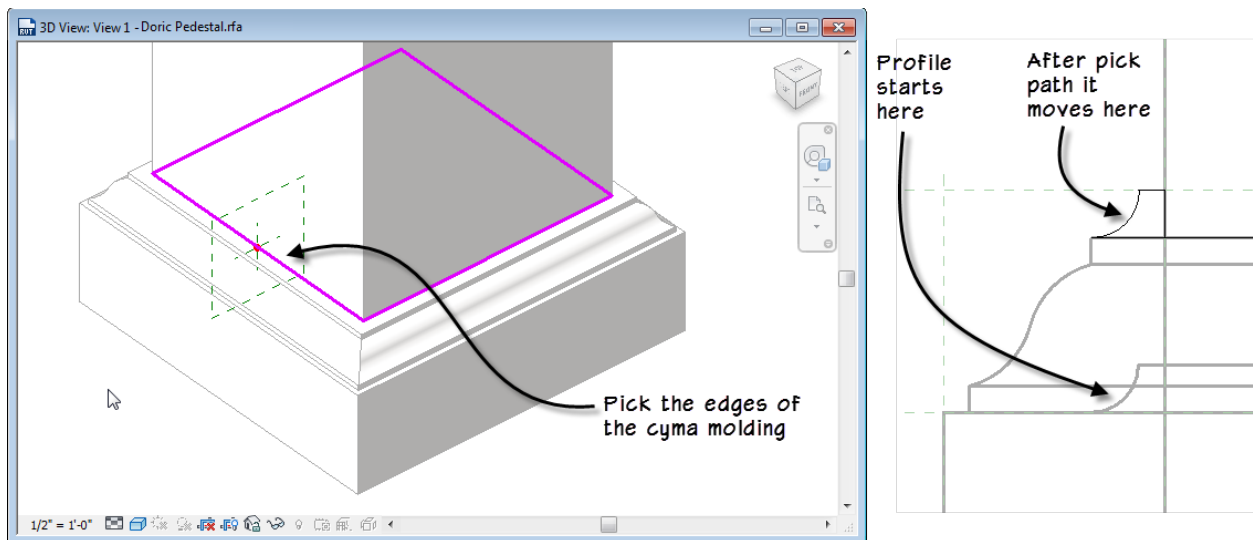 3D View: View 1 - Doric Pedestal.rfa
Profile
starts
here
After pick
path it
moves here
FRONT
Pick the edges of
the cyma molding
1/2" = 1'-0"